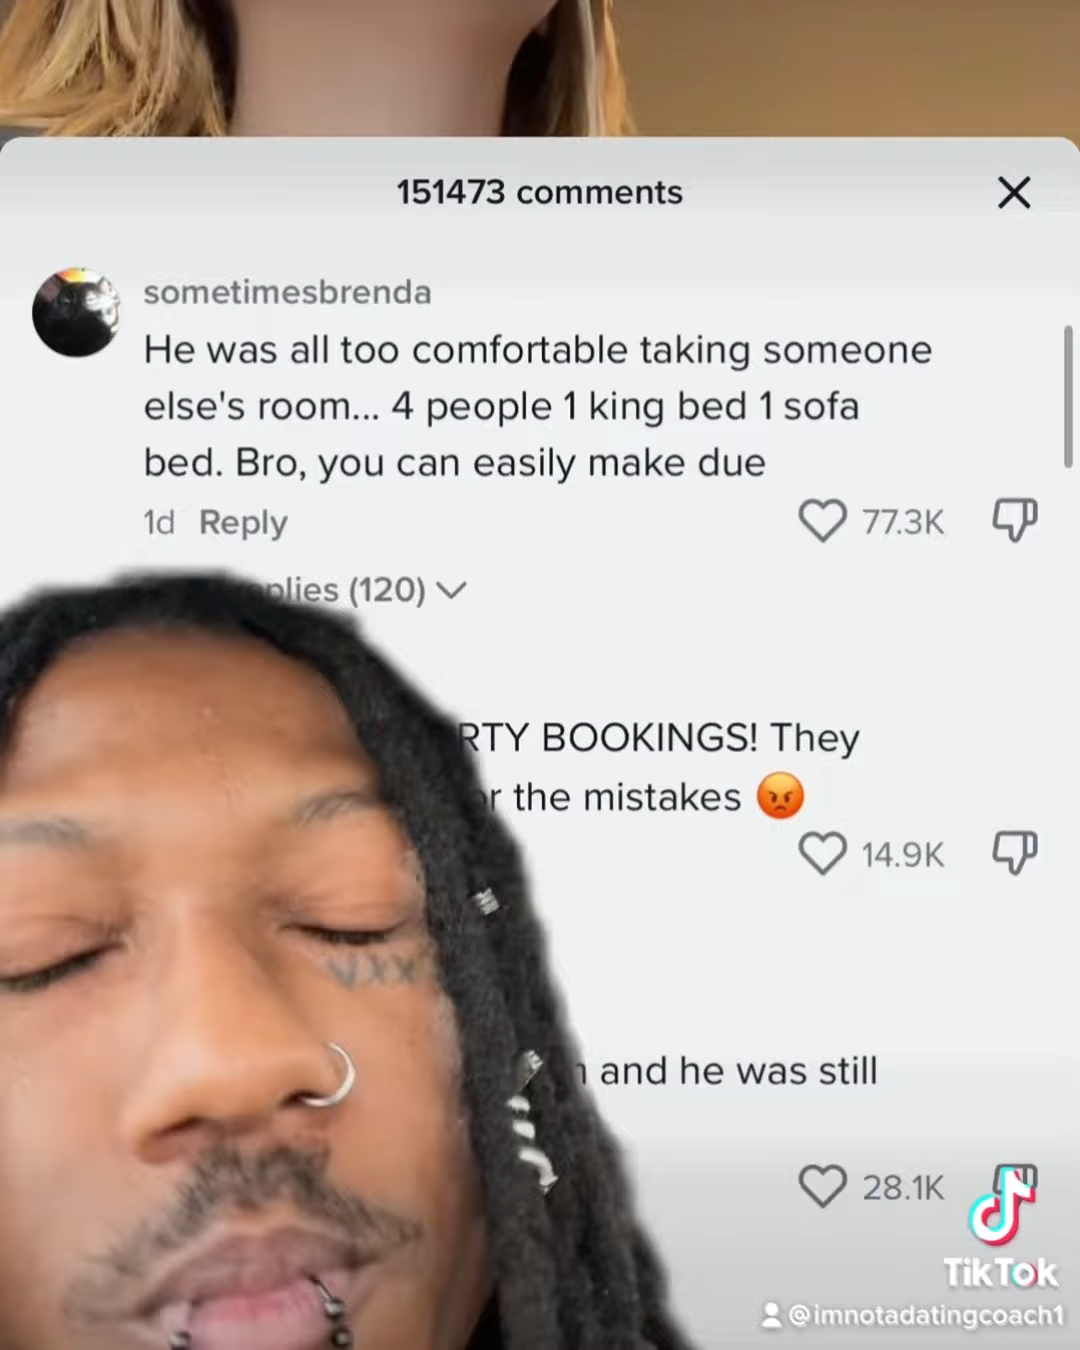 151473 comments
sometimesbrenda
He was all too comfortable taking someone
else's room... 4 people 1 king bed 1 sofa
bed. Bro, you can easily make due
1d Reply
77.3K
(120)
BOOKINGS! They
the mistakes 😡
14.9K
and he was still
28.1K
TikTok
@imnotadatingcoach1